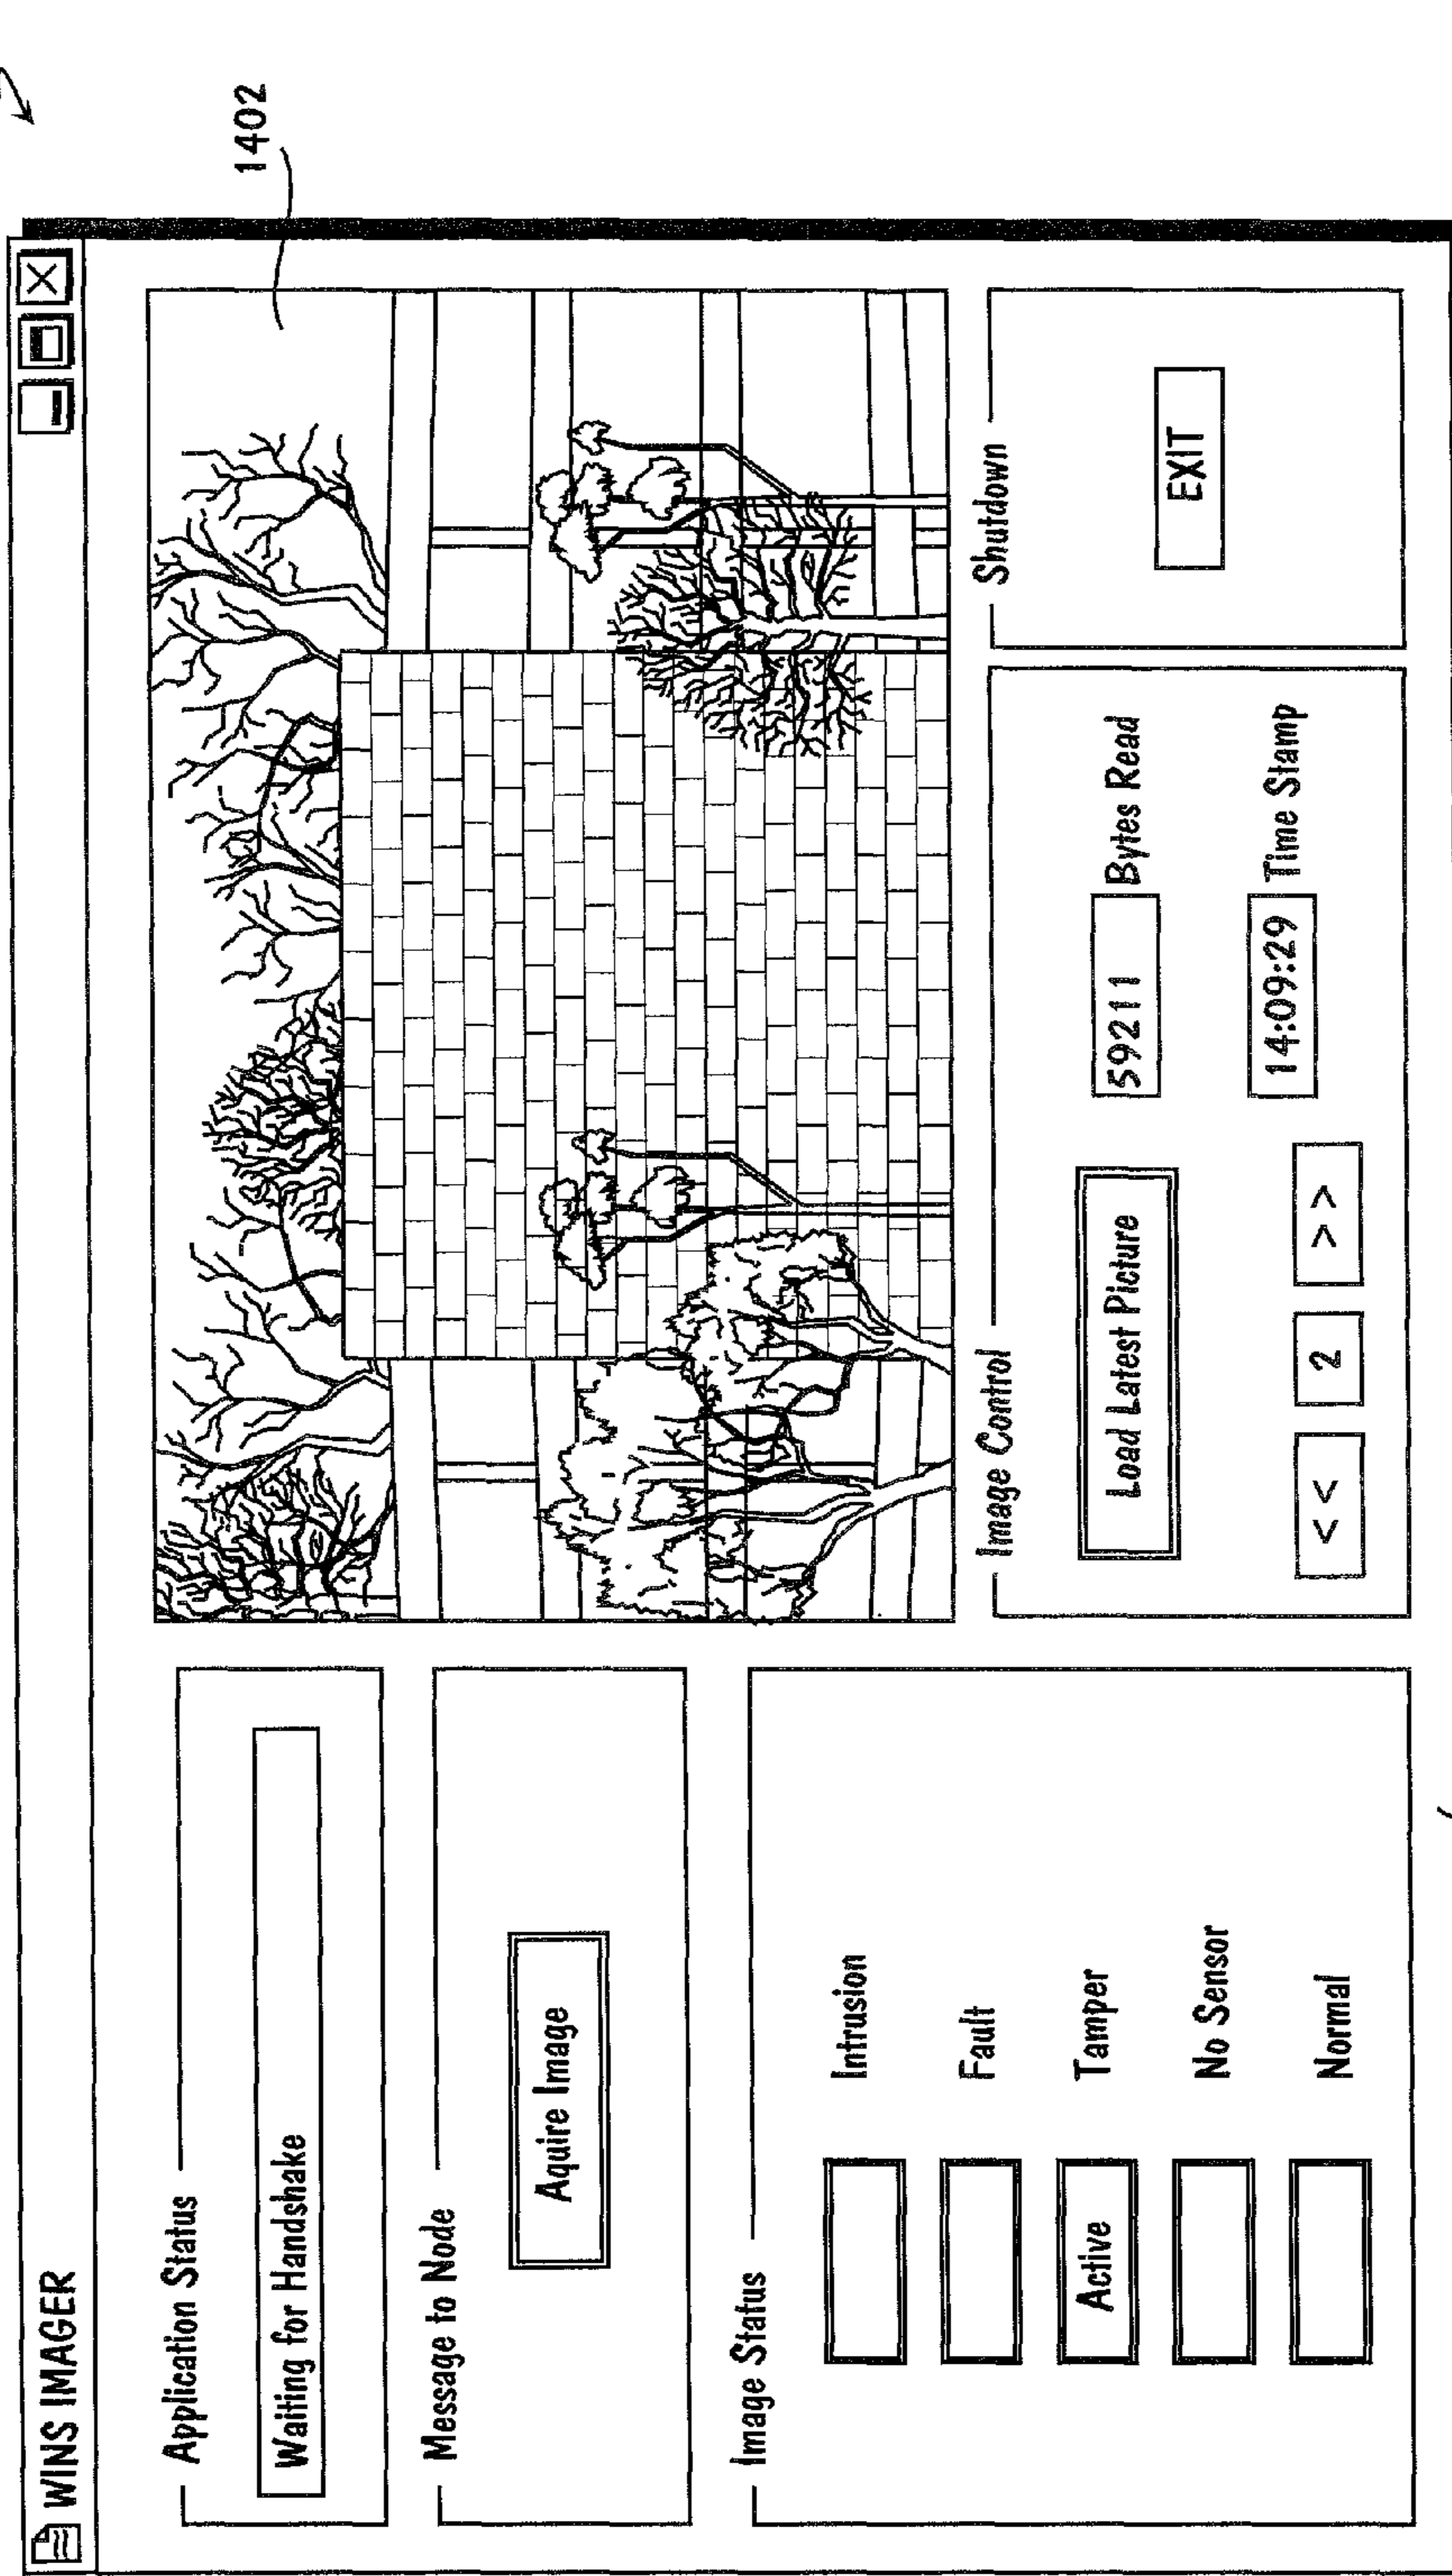 WINS IMAGER
1402
Application Status
Waiting for Handshake
Message to Node
Aquire Image
Image Status
Intrusion
Fault
Active Tamper
No Sensor
Normal
Image Control
Load Latest Picture
59211 Bytes Read
<< 2 >>
14:09:29 Time Stamp
Shutdown
EXIT